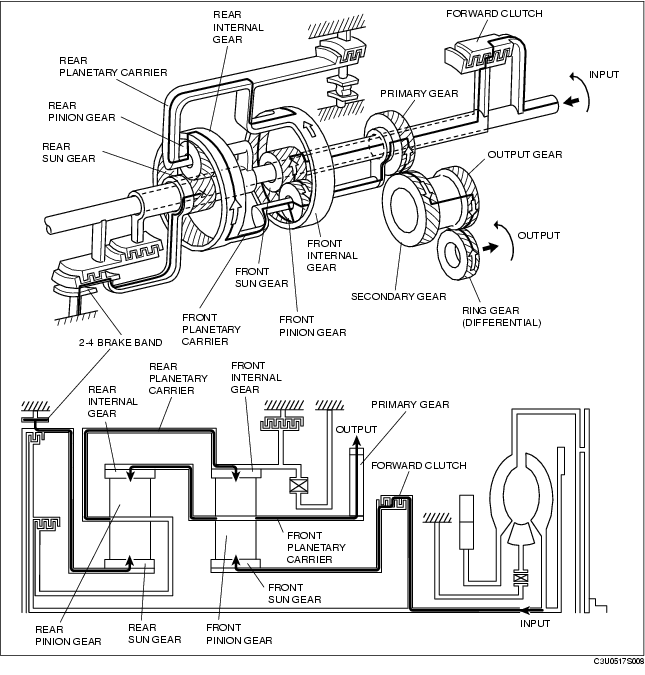 REAR
INTERNAL
GEAR
FORWARD CLUTCH
REAR
PLANETARY CARRIER
INPUT
PRIMARY GEAR
REAR
PINION GEAR
REAR
SUN GEAR
OUTPUT GEAR
OUTPUT
FRONT
INTERNAL
GEAR
FRONT
SUN GEAR
SECONDARY GEAR
RING GEAR
(DIFFERENTIAL)
FRONT
PLANETARY
CARRIER
FRONT
PINION GEAR
2-4 BRAKE BAND
REAR
PLANETARY
CARRIER
FRONT
INTERNAL
GEAR
REAR
INTERNAL
GEAR
PRIMARY GEAR
OUTPUT
FORWARD CLUTCH
FRONT
PLANETARY
CARRIER
FRONT
SUN GEAR
INPUT
REAR
PINION GEAR
REAR
SUN GEAR
FRONT
PINION GEAR
C3U0517S008